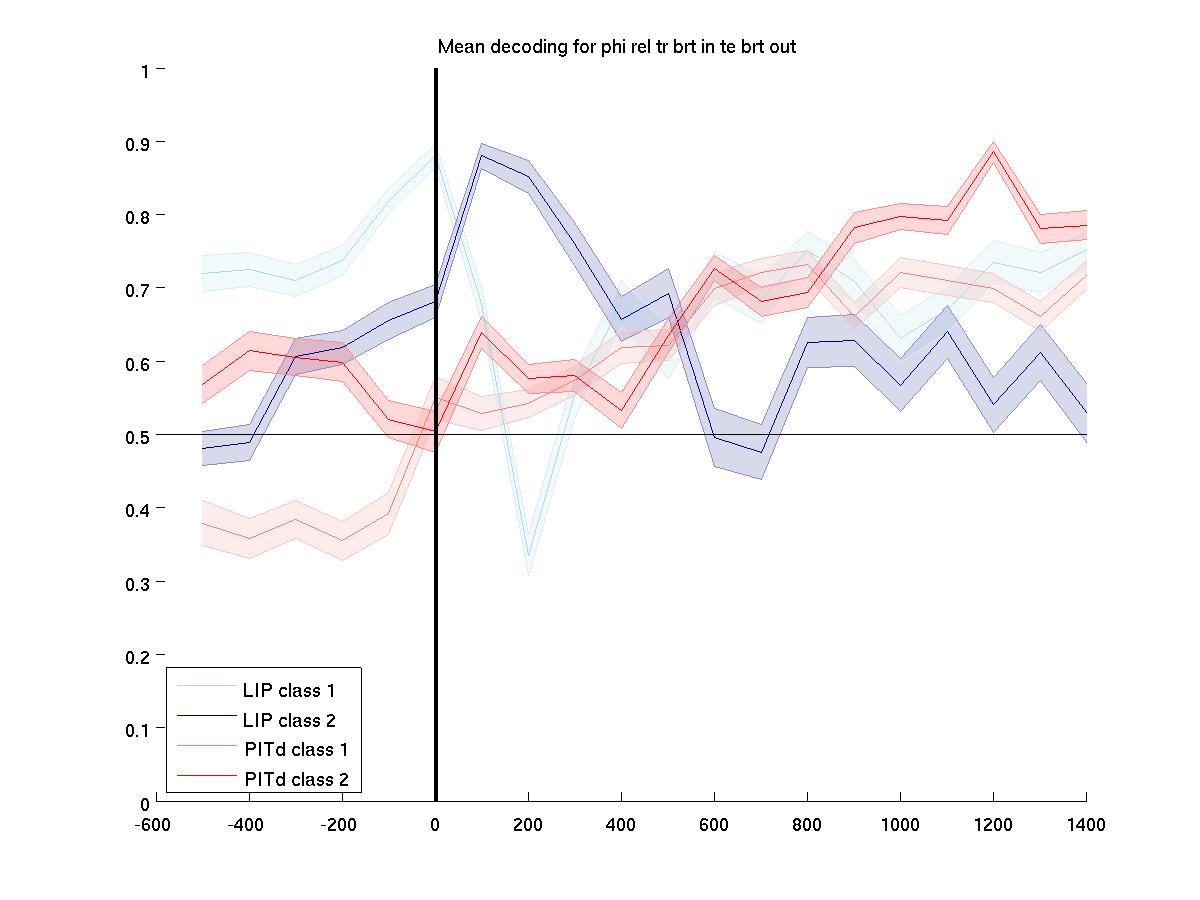 Mean decoding for phi rel tr brt in te brt out
1
0.9
0.8
0.7
0.6
0.5
0.4
0.3
0.2
0.1
0
LIP class 1
LIP class 2
PITd class 1
PITd class 2
-600 -400 -200 0 200 400 600 800 1000 1200 1400